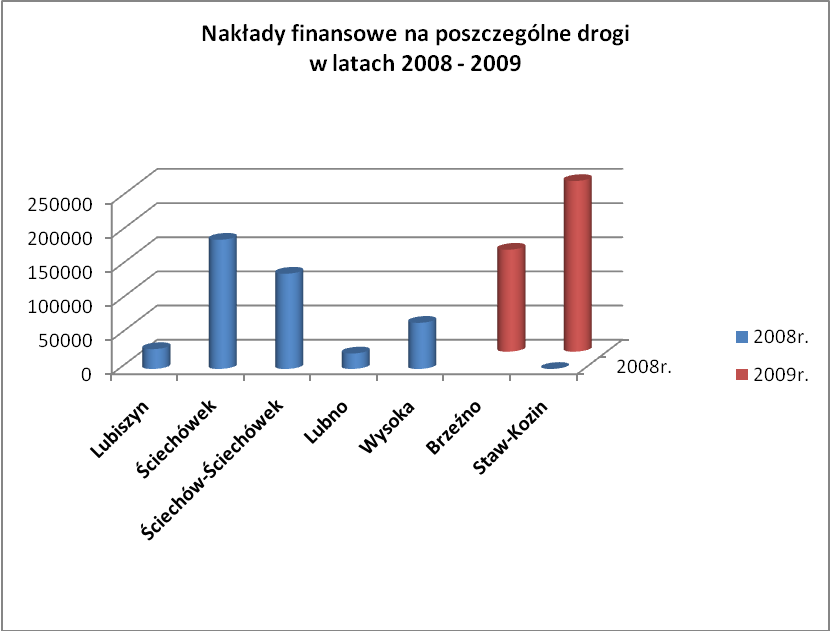 Nakłady finansowe na poszczególne drogi
w latach 2008 - 2009
250000
200000
150000
100000
50000
0
2008r.
Lubiszyn
Ściechówek
Ściechów-Ściechówek
Lubno
Wysoka
Brzeźno
Staw-Kozin
2008r.
2009r.